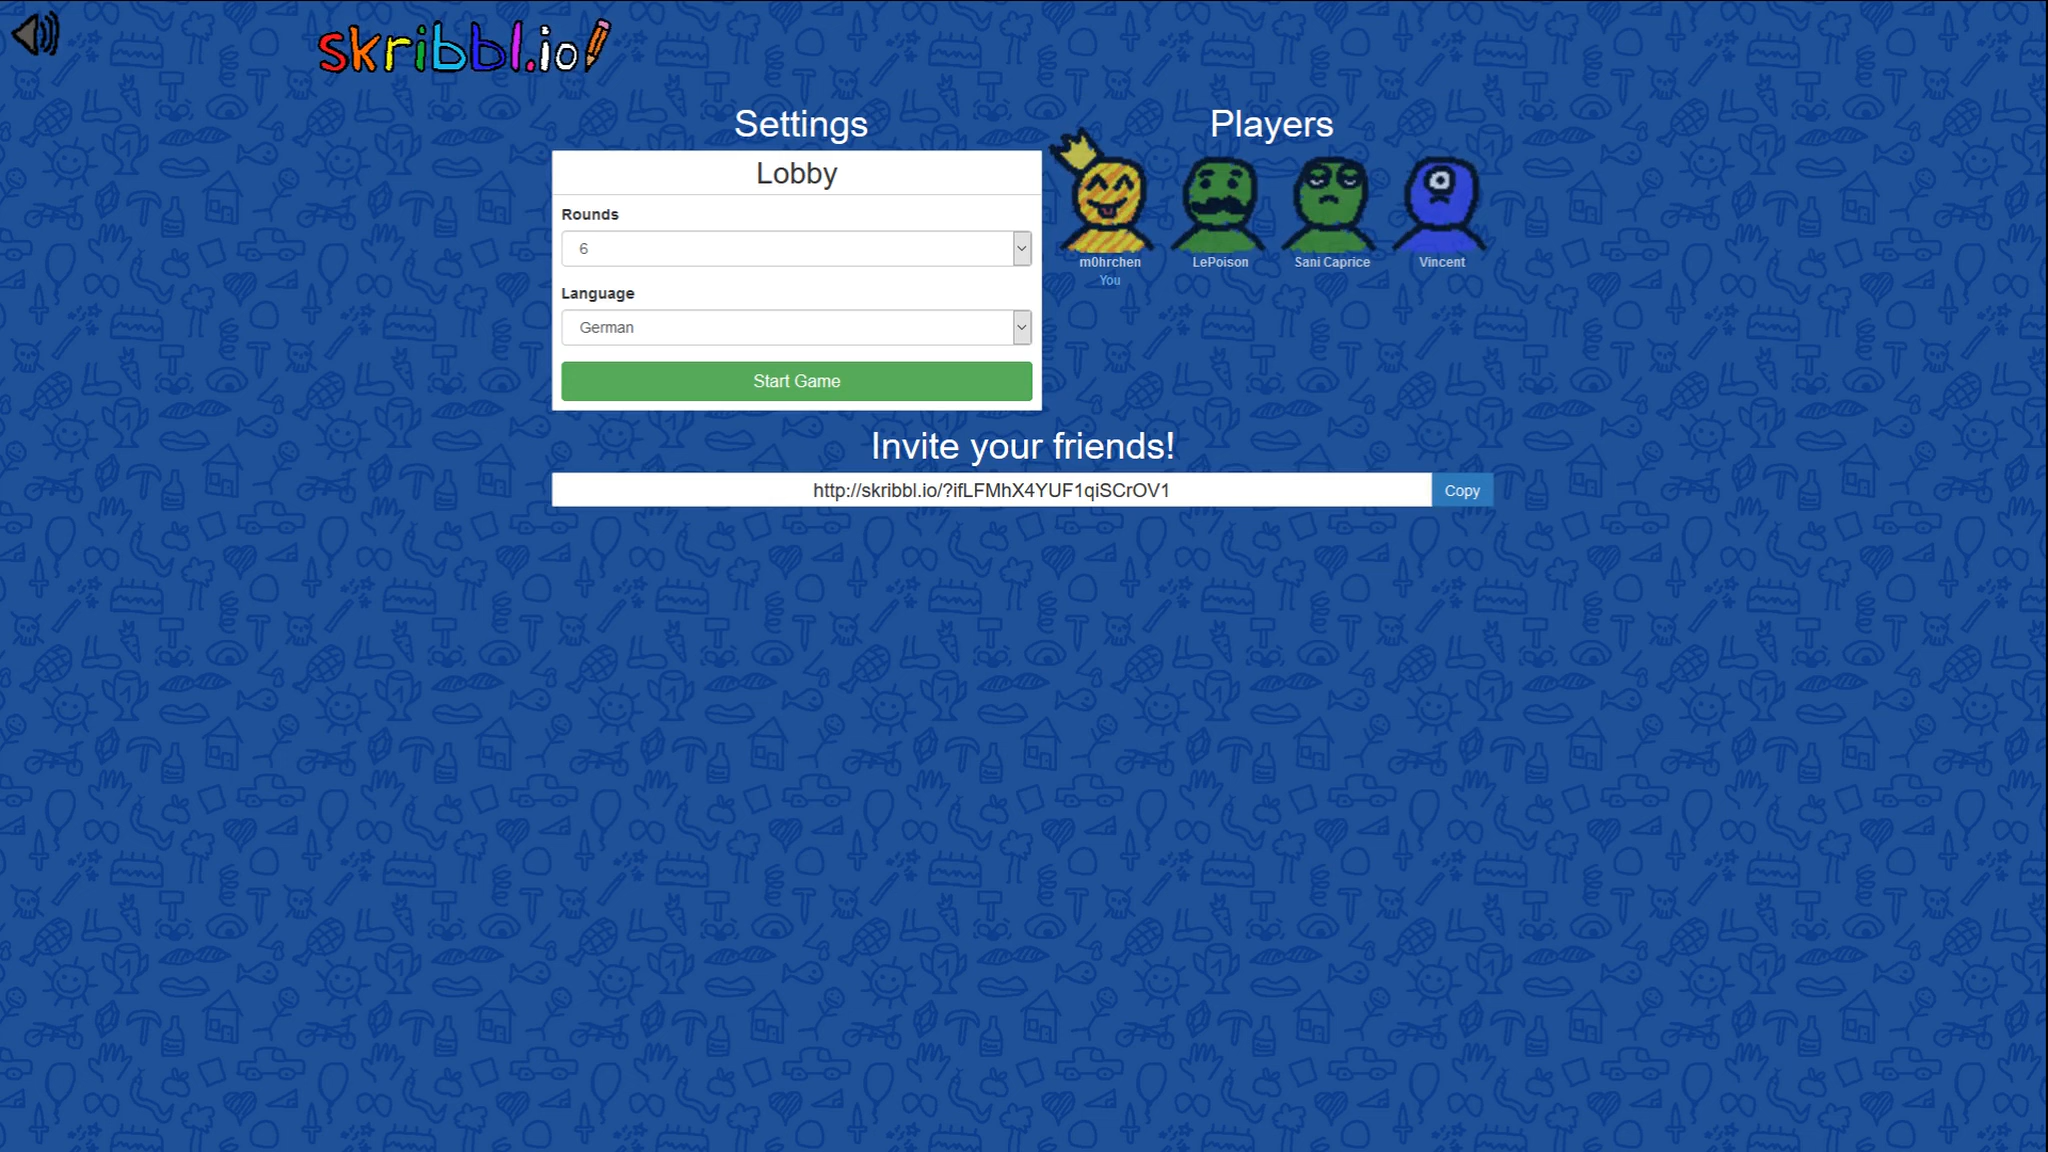 skribbl.io
Settings
Players
Lobby
Rounds
6
Language
German
Start Game
m0hrchen
You
LePoison
Sani Caprice
Vincent
Invite your friends!
http://skribbl.io/?ifLFMhX4YUF1qiSCrOV1
Copy